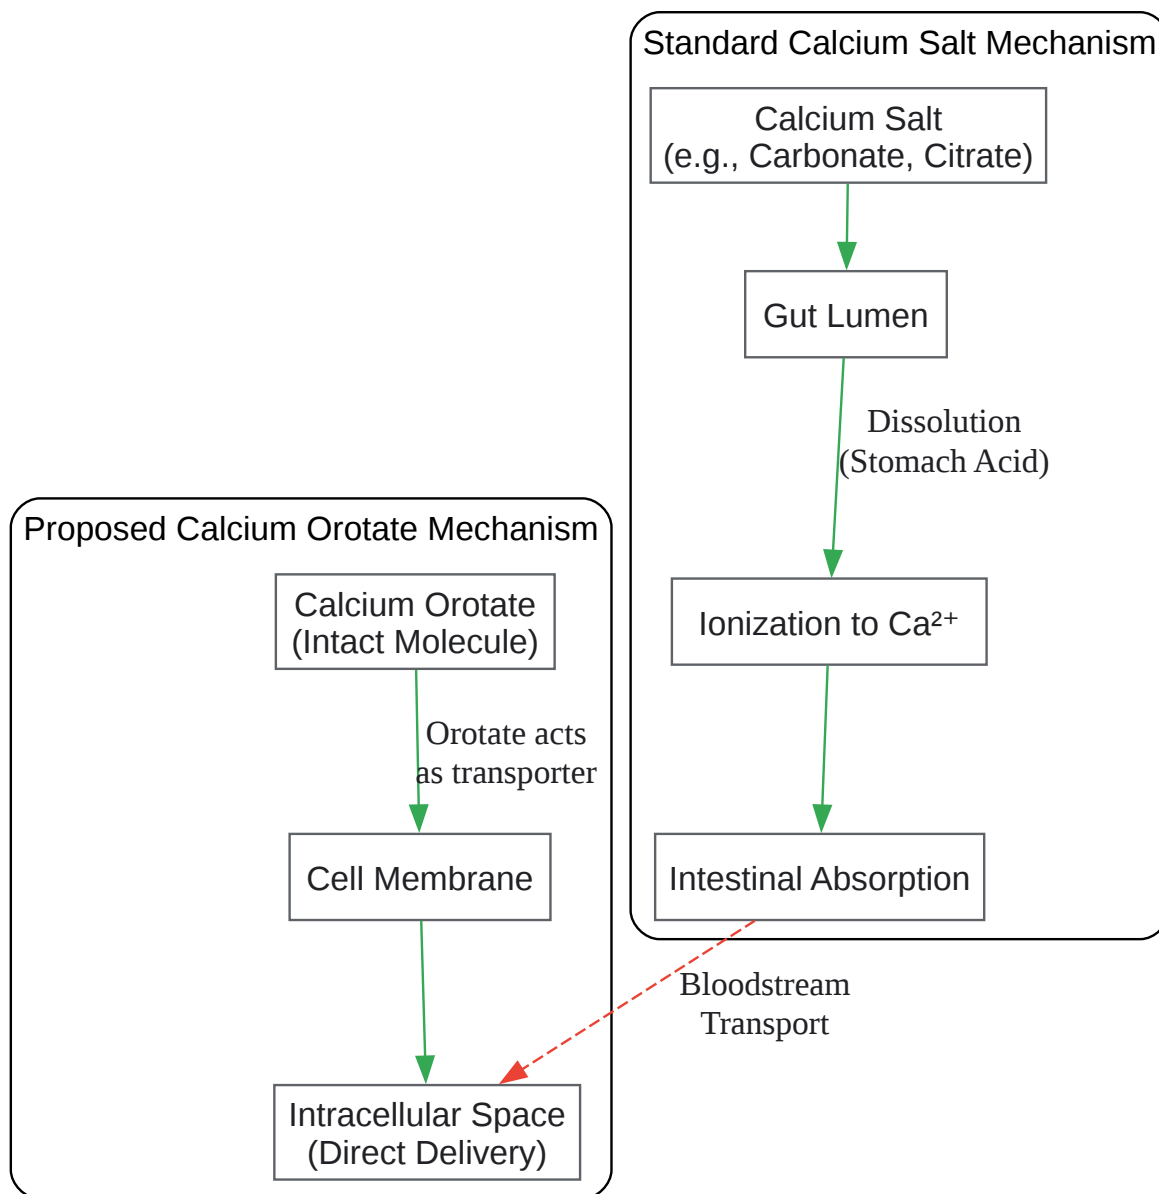 Standard Calcium Salt Mechanism
Calcium Salt
(e.g., Carbonate, Citrate)
Gut Lumen
Dissolution
(Stomach Acid)
Ionization to Ca²⁺
Intestinal Absorption
Bloodstream
Transport
Proposed Calcium Orotate Mechanism
Calcium Orotate
(Intact Molecule)
Orotate acts
as transporter
Cell Membrane
Intracellular Space
(Direct Delivery)